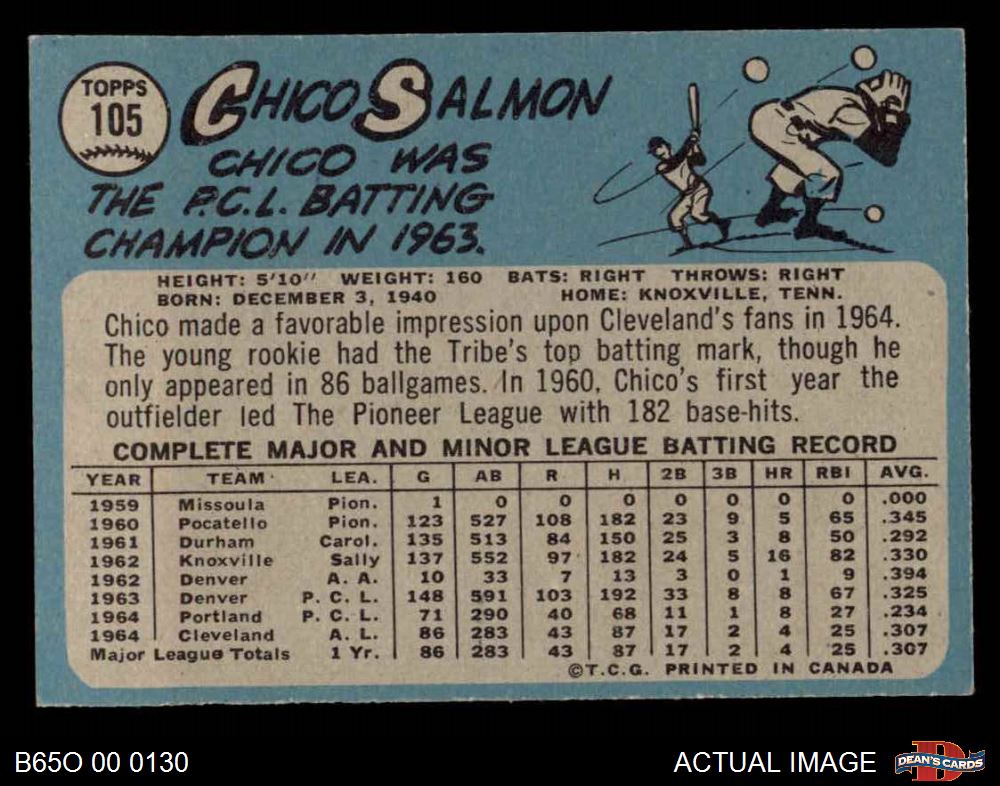 TOPPS
105
CHICO SALMON
CHICO WAS
THE P.C.L. BATTING
CHAMPION IN 1963.
HEIGHT: 5'10" WEIGHT: 160 BATS: RIGHT THROWS: RIGHT
BORN: DECEMBER 3, 1940 HOME: KNOXVILLE, TENN.
Chico made a favorable impression upon Cleveland's fans in 1964.
The young rookie had the Tribe's top batting mark, though he
only appeared in 86 ballgames. In 1960, Chico's first year the
outfielder led The Pioneer League with 182 base-hits.
COMPLETE MAJOR AND MINOR LEAGUE BATTING RECORD
YEAR TEAM LEA. G AB R H 2B 3B HR RBI AVG.
1959 Missoula Pion. 1 0 0 0 0 0 0 0 .000
1960 Pocatello Pion. 123 527 108 182 23 9 5 65 .345
1961 Durham Carol. 135 513 84 150 25 3 8 50 .292
1962 Knoxville Sally 137 552 97 182 24 5 16 82 .330
1962 Denver A. A. 10 33 7 13 3 0 1 9 .394
1963 Denver P. C. L. 148 591 103 192 33 8 8 67 .325
1964 Portland P. C. L. 71 290 40 68 11 1 8 27 .234
1964 Cleveland A. L. 86 283 43 87 17 2 4 25 .307
Major League Totals 1 Yr. 86 283 43 87 17 2 4 25 .307
©T.C.G. PRINTED IN CANADA
B65O 00 0130
ACTUAL IMAGE
D
DEAN'S CARDS